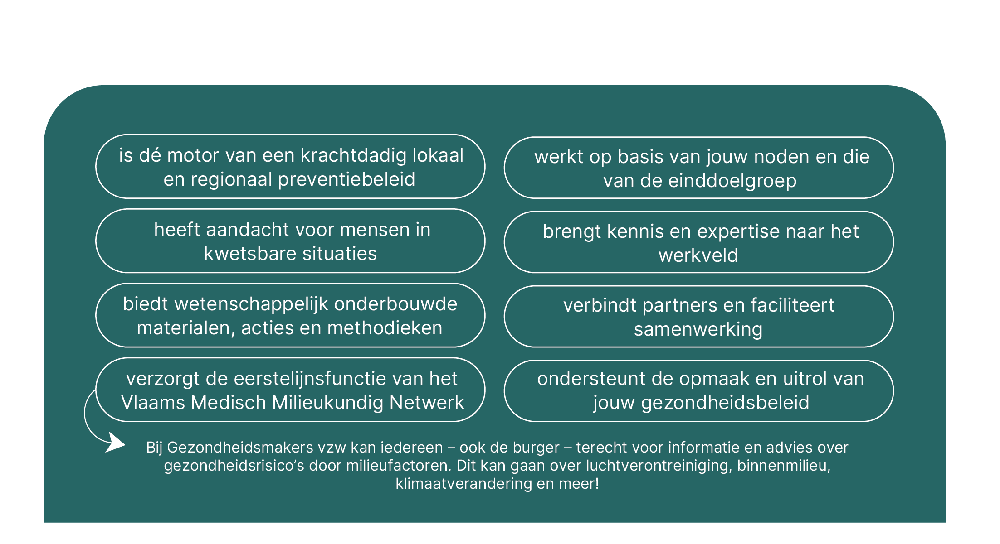 is dé motor van een krachtdadig lokaal
en regionaal preventiebeleid
werkt op basis van jouw noden en die
van de einddoelgroep
heeft aandacht voor mensen in
kwetsbare situaties
brengt kennis en expertise naar het
werkveld
biedt wetenschappelijk onderbouwde
materialen, acties en methodieken
verbindt partners en faciliteert
samenwerking
verzorgt de eerstelijnsfunctie van het
Vlaams Medisch Milieukundig Netwerk
ondersteunt de opmaak en uitrol van
jouw gezondheidsbeleid
Bij Gezondheidsmakers vzw kan iedereen – ook de burger – terecht voor informatie en advies over
gezondheidsrisico’s door milieufactoren. Dit kan gaan over luchtverontreiniging, binnenmilieu,
klimaatverandering en meer!